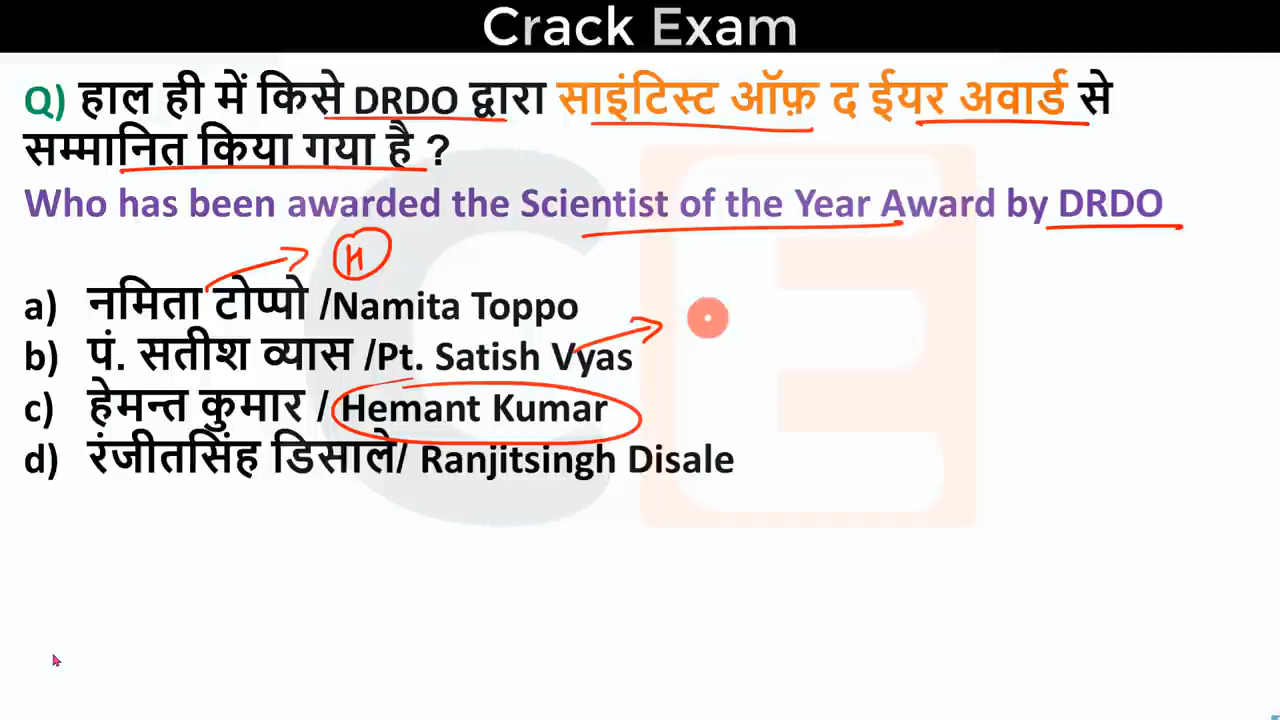 Crack Exam
Q) हाल ही में किसे DRDO द्वारा साइंटिस्ट ऑफ़ द ईयर अवार्ड से
सम्मानित किया गया है ?
Who has been awarded the Scientist of the Year Award by DRDO
H
a) नमिता टोप्पो /Namita Toppo
b) पं. सतीश व्यास /Pt. Satish Vyas
c) हेमन्त कुमार / Hemant Kumar
d) रंजीतसिंह डिसाले/ Ranjitsingh Disale
CE